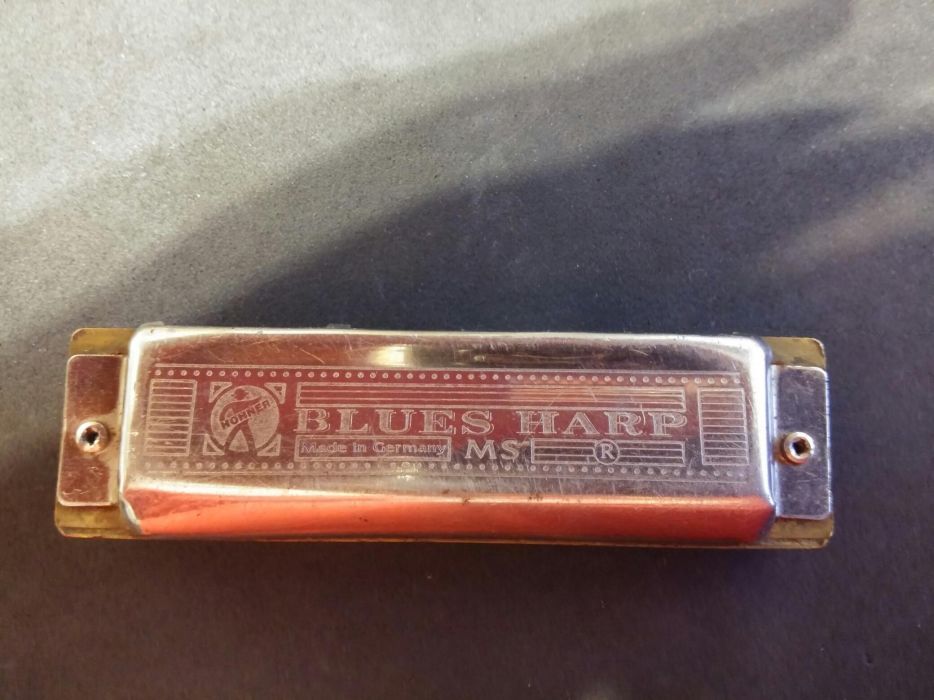 HOHNER
BLUES HARP
Made in Germany MS ®